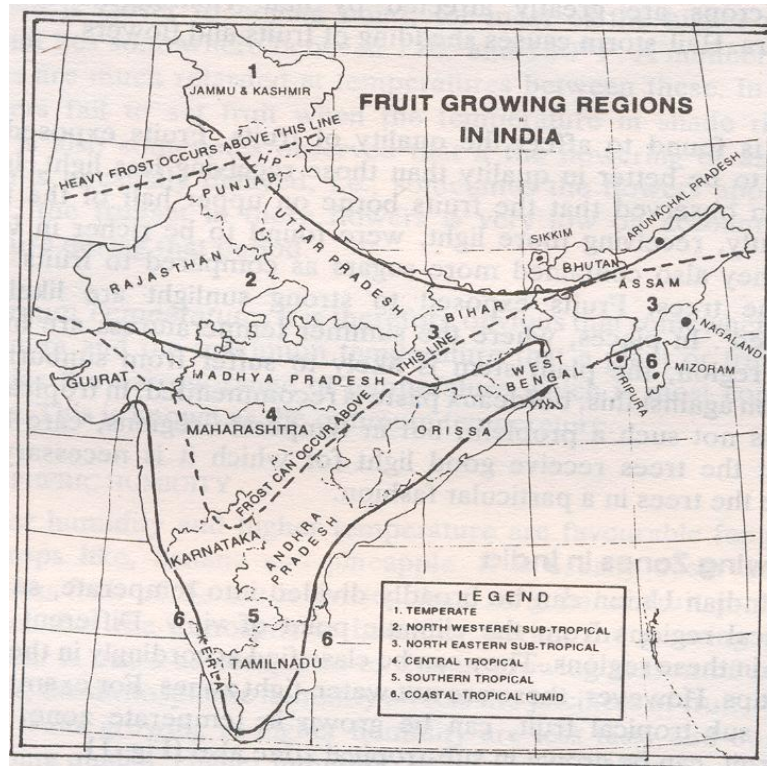 FRUIT GROWING REGIONS
IN INDIA
1
JAMMU & KASHMIR
HEAVY FROST OCCURS ABOVE THIS LINE
HP
PUNJAB
UTTAR PRADESH
RAJASTHAN
2
SIKKIM
ARUNACHAL PRADESH
BHUTAN
ASSAM
BIHAR
3
3
NAGALAND
GUJRAT
MADHYA PRADESH
WEST
BENGAL
6
MIZORAM
TRIPURA
4
MAHARASHTRA
FROST CAN OCCUR ABOVE THIS LINE
ORISSA
KARNATAKA
ANDHRA
PRADESH
5
6
6
KERALA
TAMILNADU
LEGEND
1. TEMPERATE
2. NORTH WESTEREN SUB-TROPICAL
3. NORTH EASTERN SUB-TROPICAL
4. CENTRAL TROPICAL
5. SOUTHERN TROPICAL
6. COASTAL TROPICAL HUMID